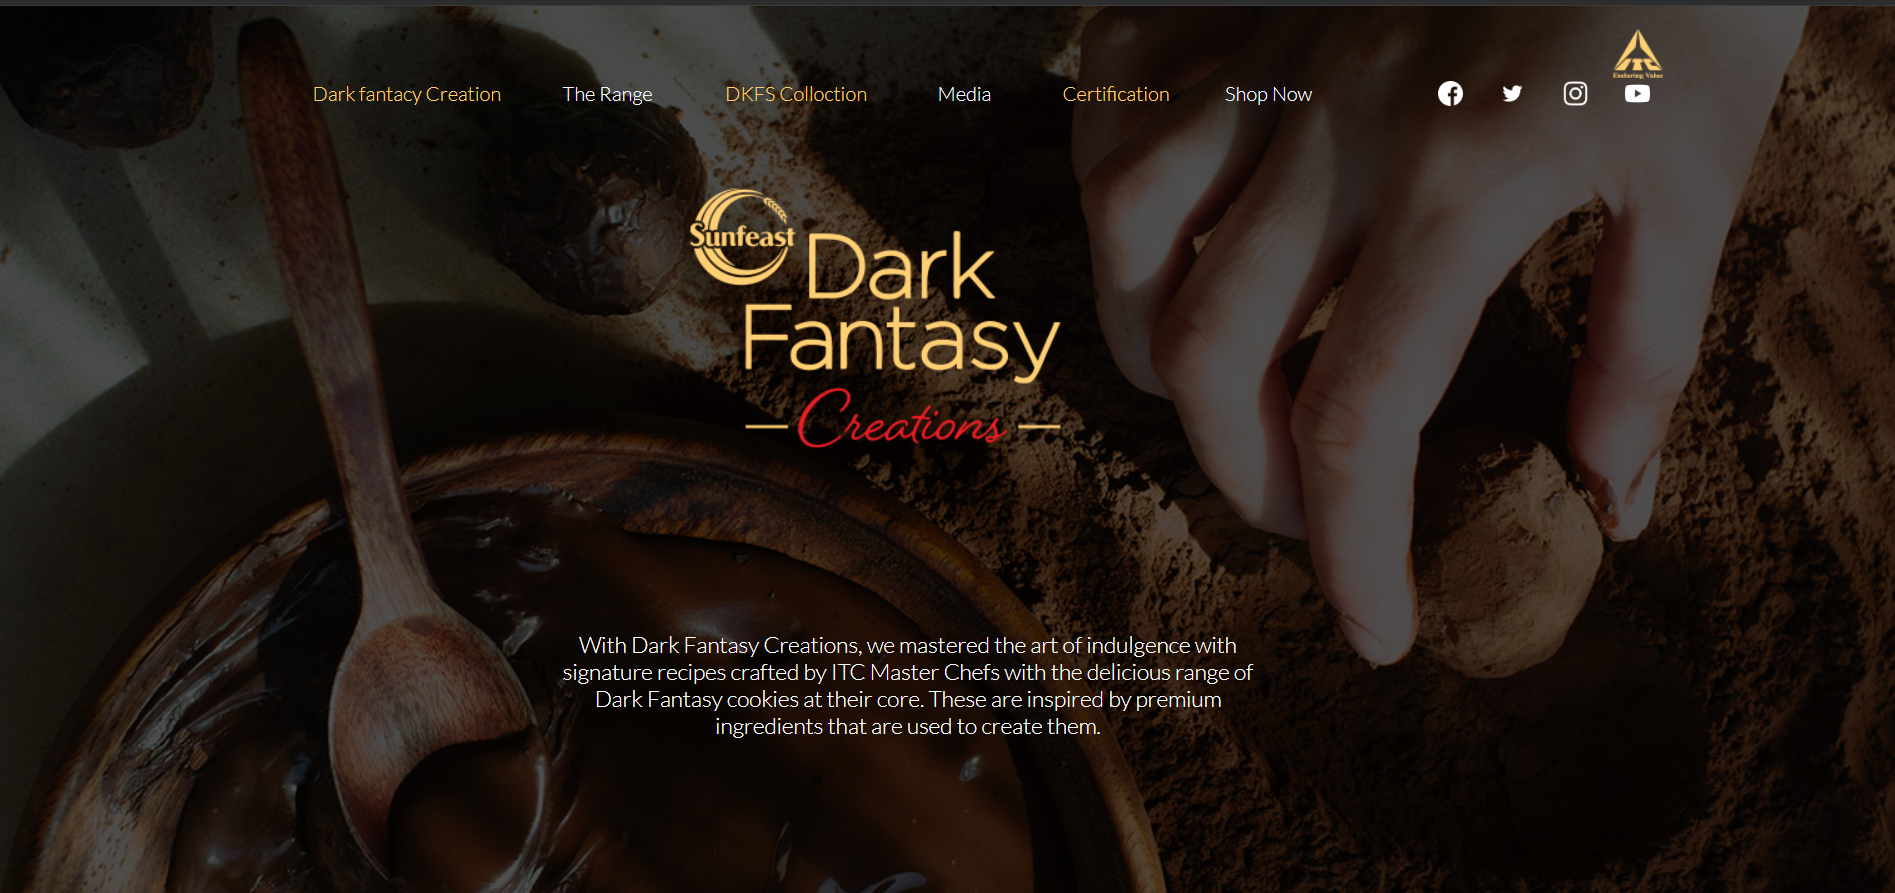 Enduring Value
Dark fantacy Creation
The Range
DKFS Colloction
Media
Certification
Shop Now
Sunfeast
Dark
Fantasy
Creations
With Dark Fantasy Creations, we mastered the art of indulgence with
signature recipes crafted by ITC Master Chefs with the delicious range of
Dark Fantasy cookies at their core. These are inspired by premium
ingredients that are used to create them.